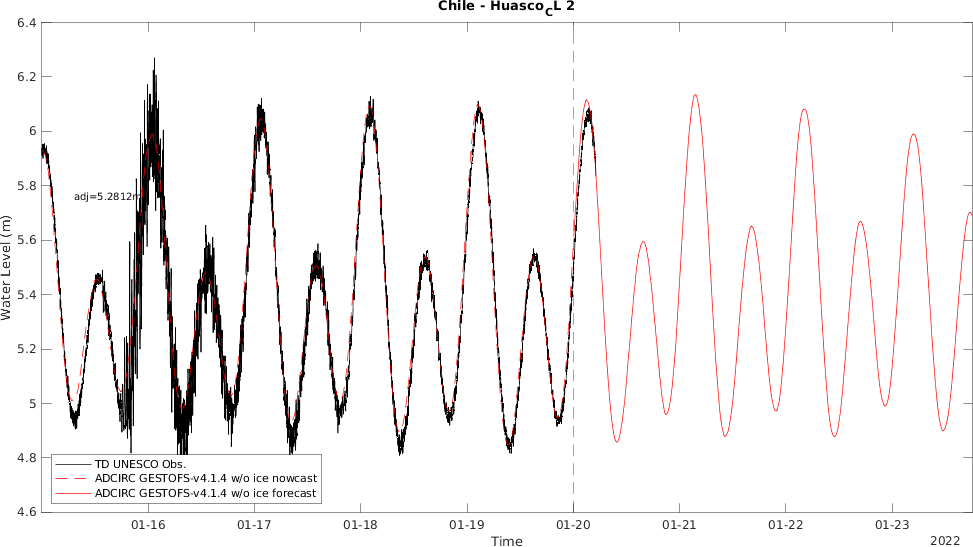 Chile - HuascoCL 2
6.4
6.2
6
5.8
5.6
5.4
5.2
5
4.8
4.6
Water Level (m)
adj=5.2812m
TD UNESCO Obs.
ADCIRC GESTOFS-v4.1.4 w/o ice nowcast
ADCIRC GESTOFS-v4.1.4 w/o ice forecast
01-16 01-17 01-18 01-19 01-20 01-21 01-22 01-23
Time
2022